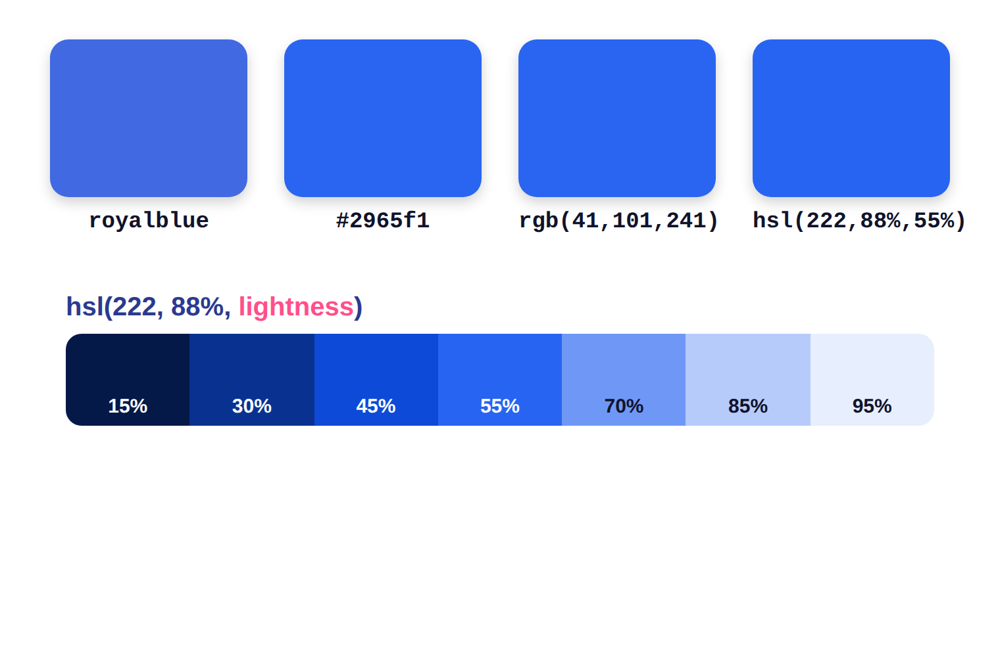 royalblue
#2965f1
rgb(41,101,241)
hsl(222,88%,55%)
hsl(222, 88%, lightness)
15%
30%
45%
55%
70%
85%
95%